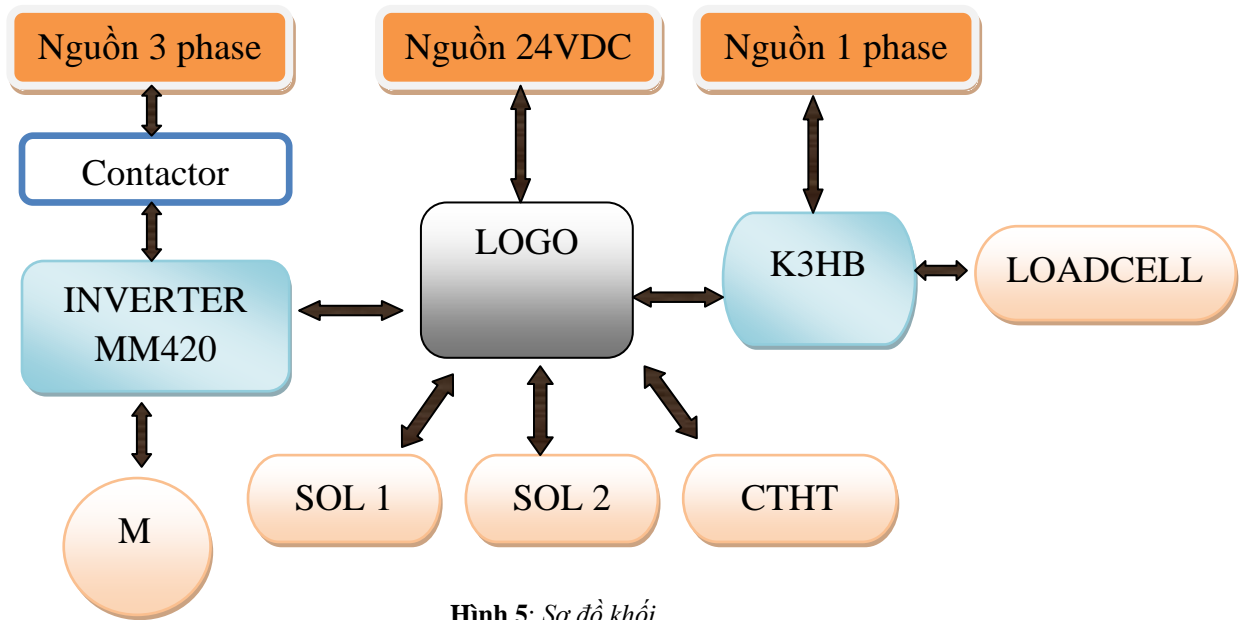 Nguồn 3 phase
Nguồn 24VDC
Nguồn 1 phase
Contactor
LOGO
K3HB
LOADCELL
INVERTER
MM420
SOL 1
SOL 2
CTHT
M
Hình 5: Sơ đồ khối